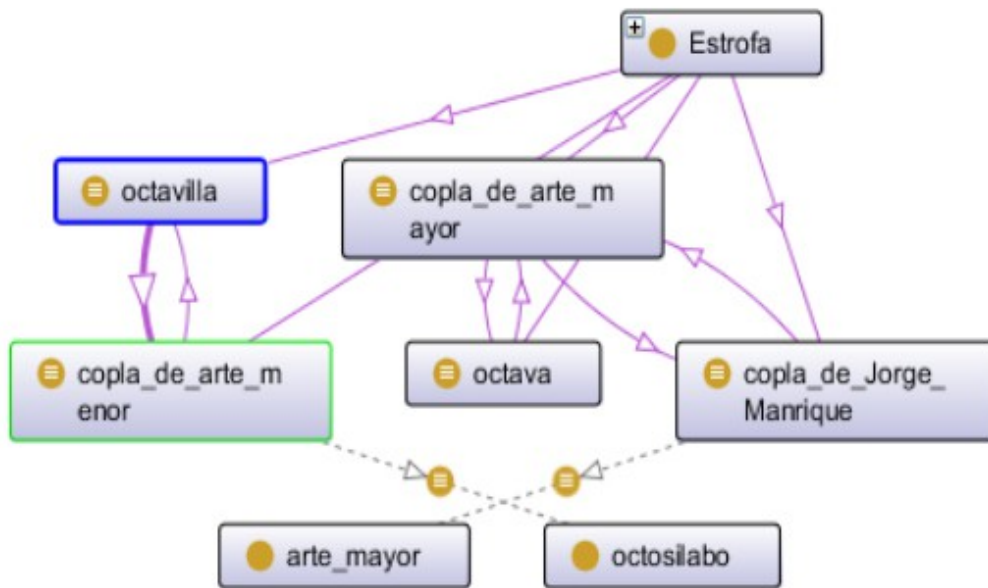 Estrofa
octavilla
copla_de_arte_m
ayor
copla_de_arte_m
enor
octava
copla_de_Jorge_
Manrique
arte_mayor
octosilabo